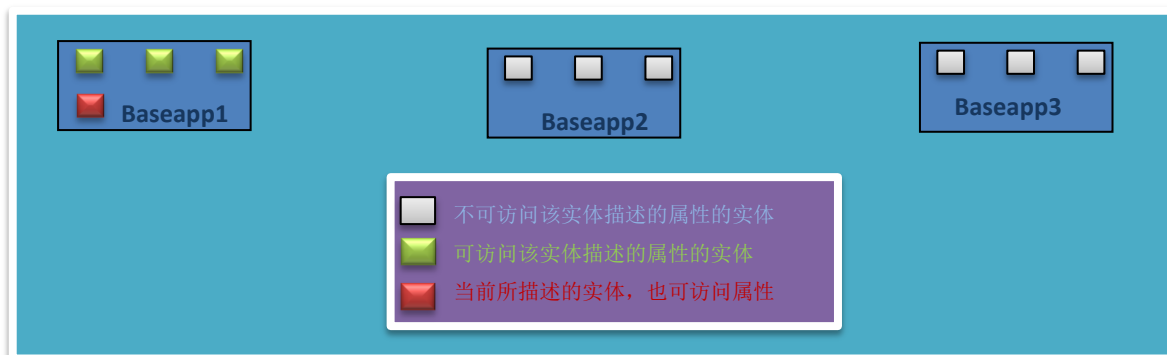 Baseapp1
Baseapp2
Baseapp3
不可访问该实体描述的属性的实体
可访问该实体描述的属性的实体
当前所描述的实体，也可访问属性